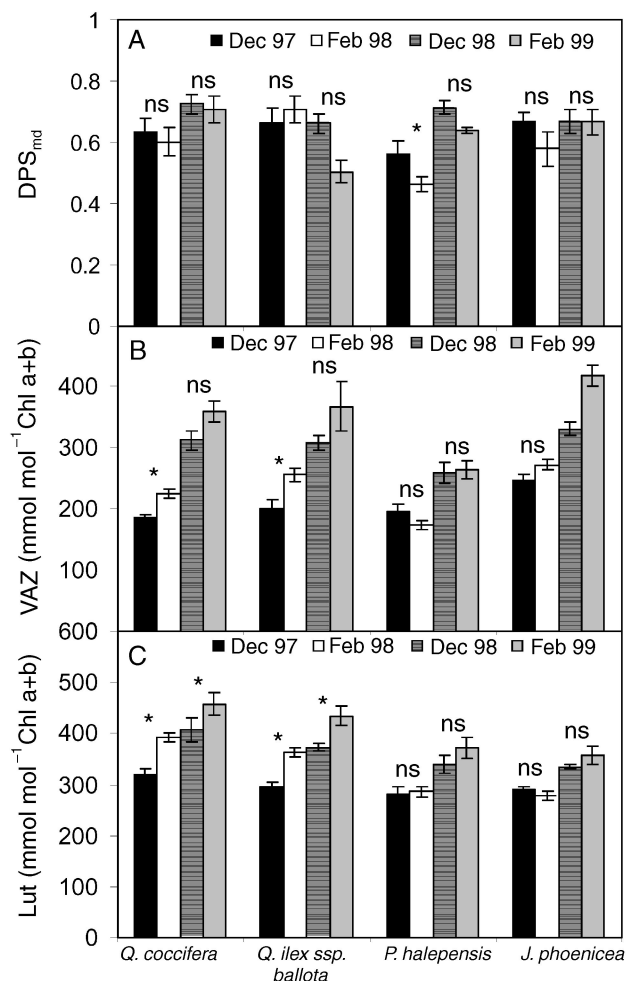 1
A
Dec 97 Feb 98 Dec 98 Feb 99
0.8
ns ns ns ns ns ns ns
*
0.6
0.4
0.2
0
DPSmd
B
Dec 97 Feb 98 Dec 98 Feb 99
400
ns ns
300
ns ns
* *
ns
200
100
600
VAZ (mmol mol⁻¹ Chl a+b)
C
Dec 97 Feb 98 Dec 98 Feb 99
500
* * * *
400
ns ns
300
ns ns
200
100
0
Lut (mmol mol⁻¹ Chl a+b)
Q. coccifera Q. ilex ssp. P. halepensis J. phoenicea
ballota